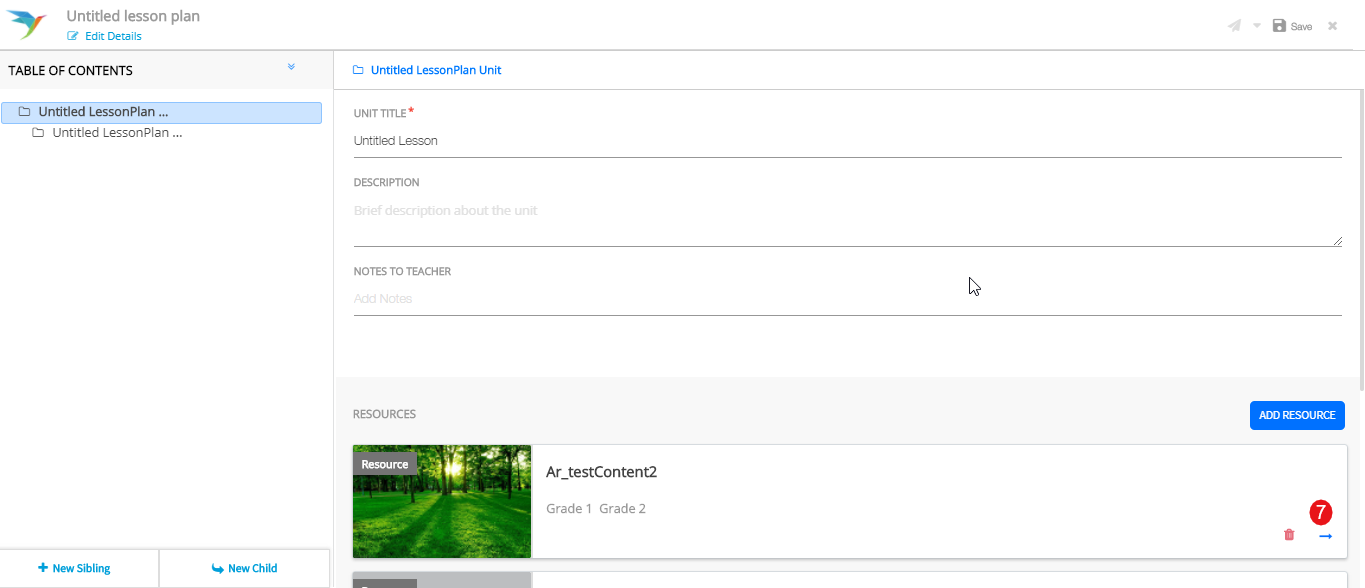 Untitled lesson plan
Edit Details
Save
TABLE OF CONTENTS
Untitled LessonPlan ...
Untitled LessonPlan ...
New Sibling
New Child
Untitled LessonPlan Unit
UNIT TITLE*
Untitled Lesson
DESCRIPTION
Brief description about the unit
NOTES TO TEACHER
Add Notes
RESOURCES
ADD RESOURCE
Resource
Ar_testContent2
Grade 1 Grade 2
7